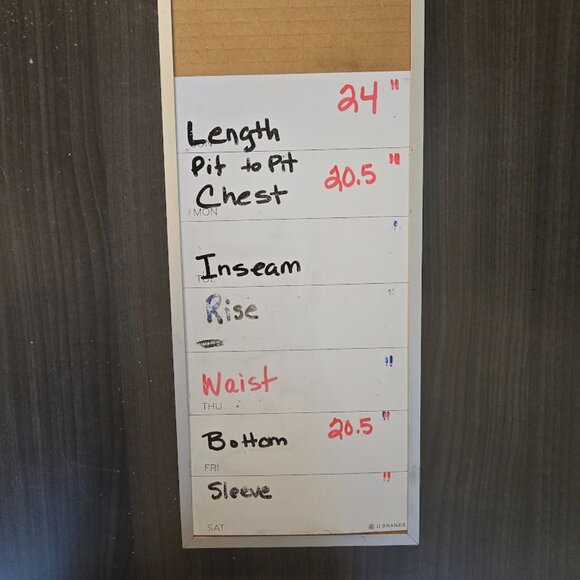 24"
Length
Pit to Pit
Chest 20.5"
MON
Inseam "
TUE
Rise "
Waist "
THU
Bottom 20.5"
FRI
Sleeve "
SAT
U BRANDS